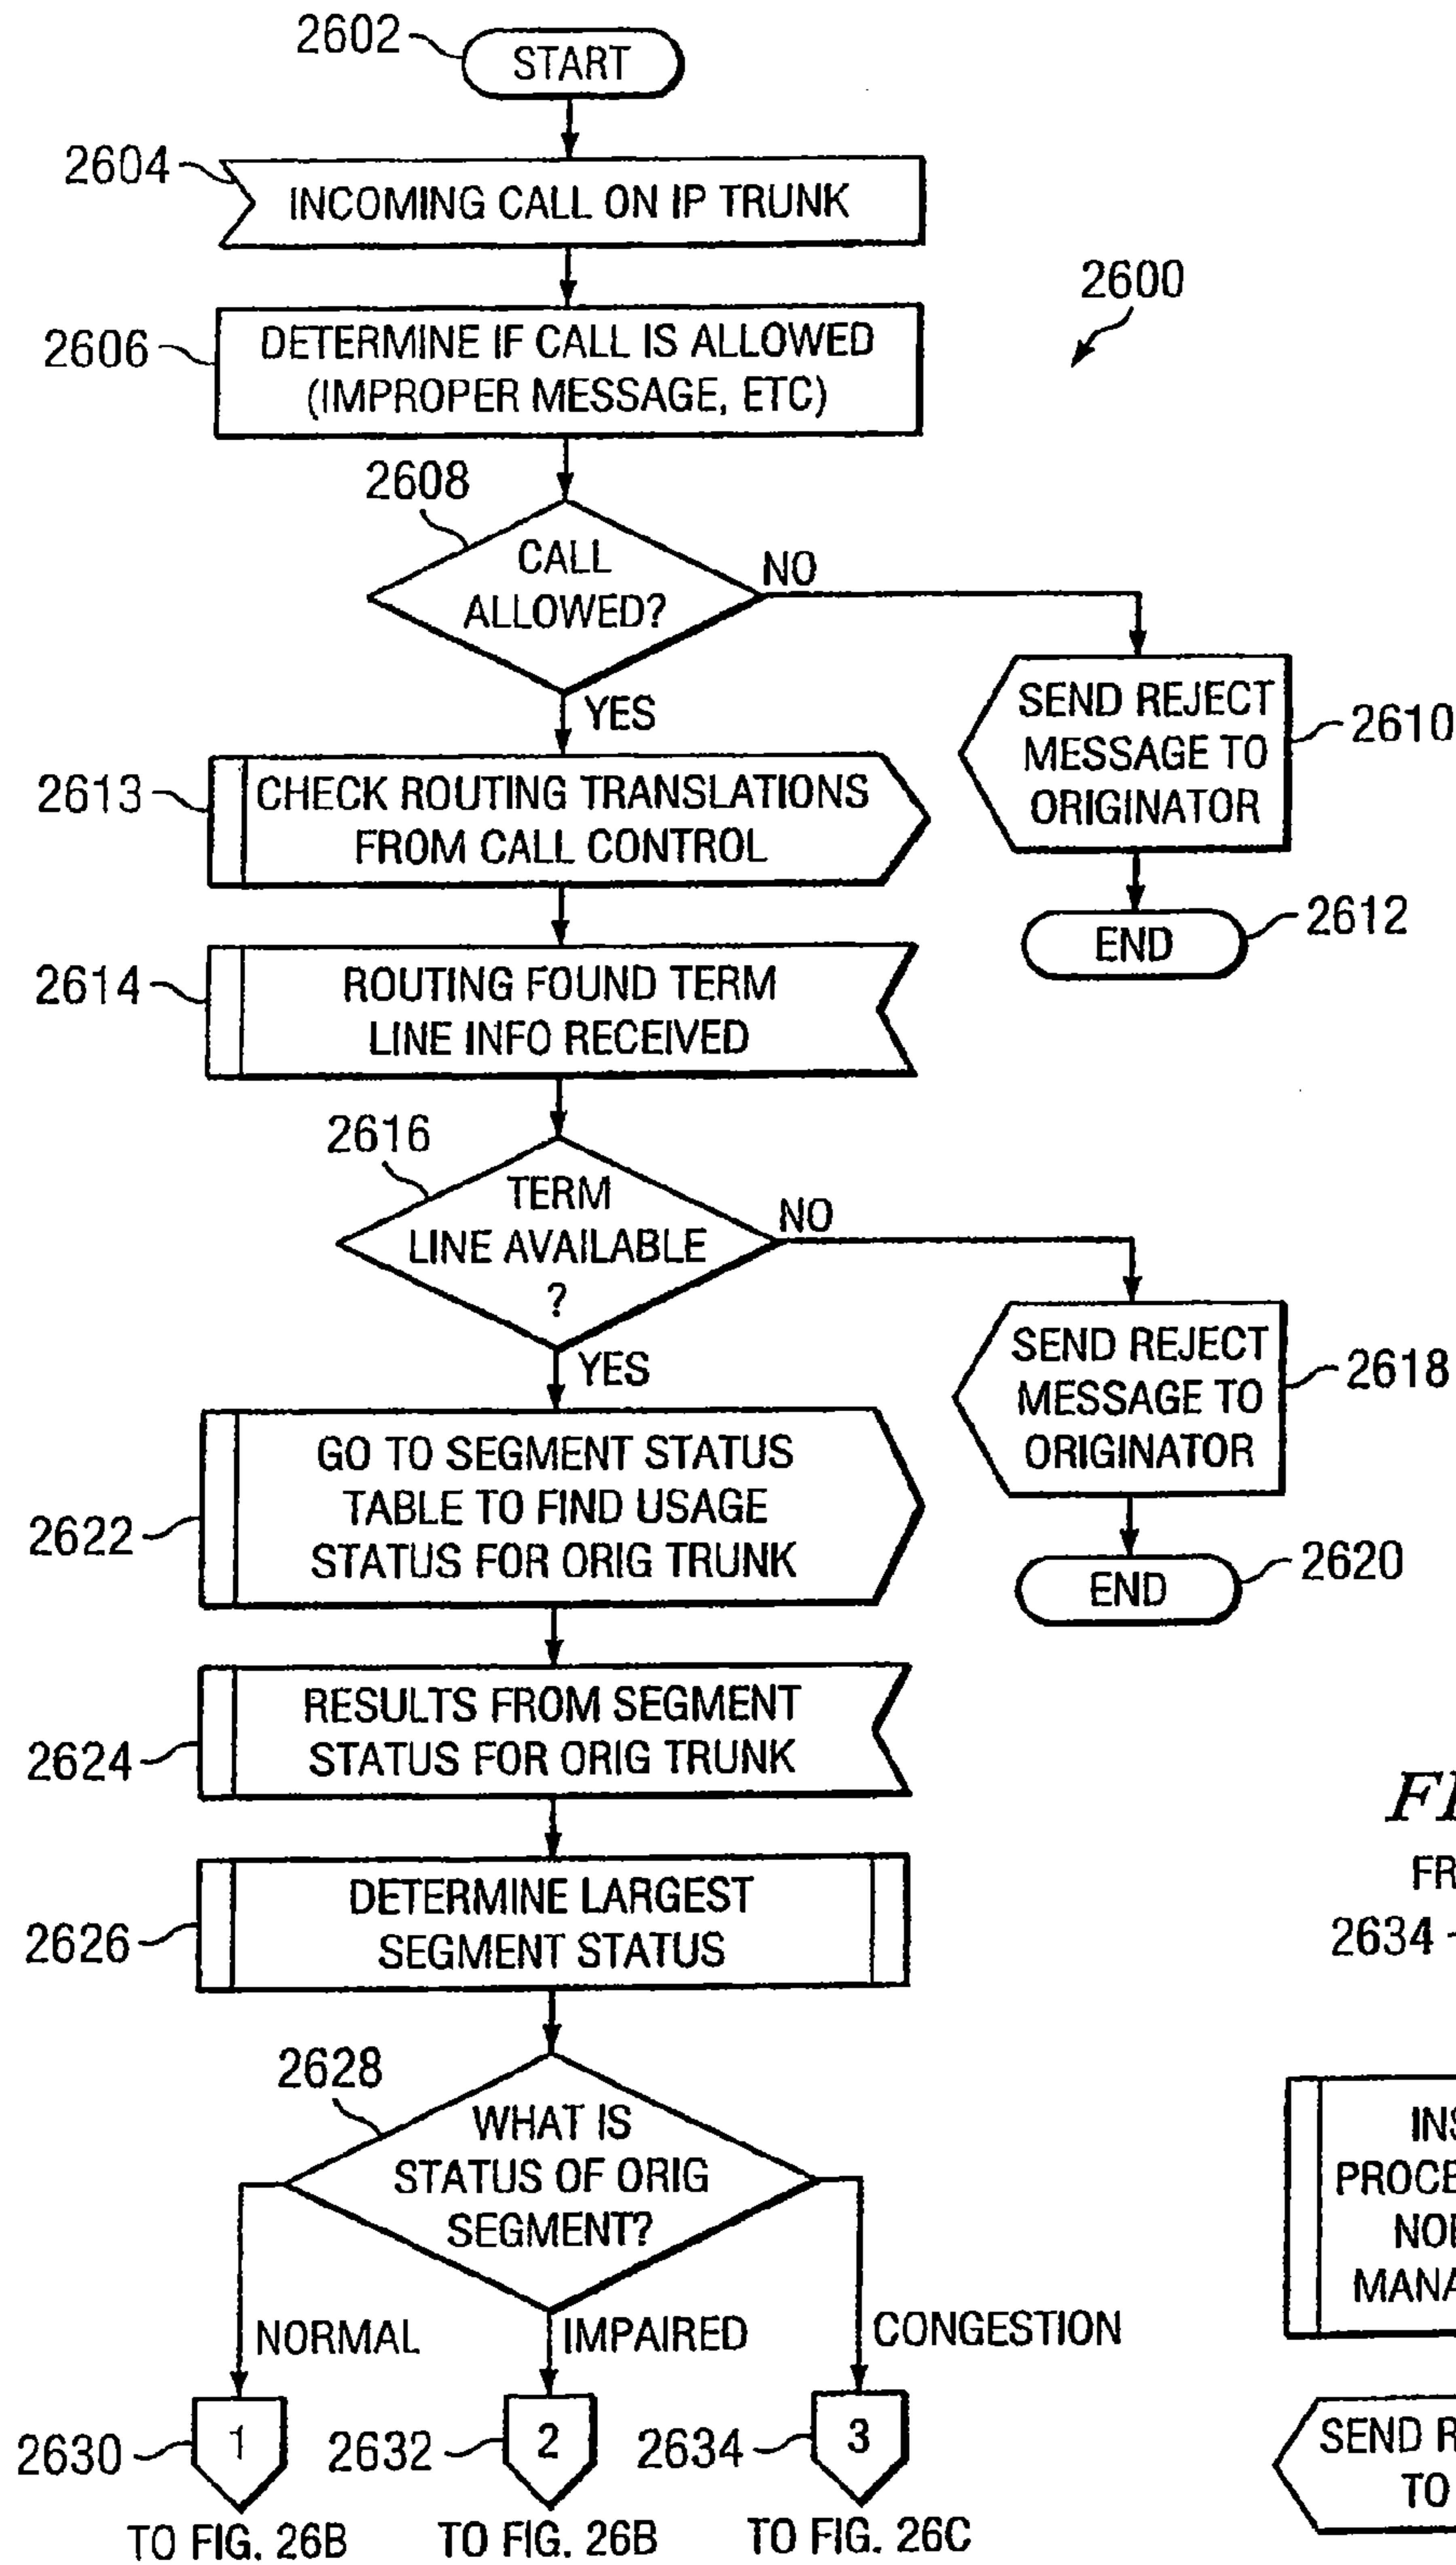 2602
START
2604
INCOMING CALL ON IP TRUNK
2600
2606
DETERMINE IF CALL IS ALLOWED
(IMPROPER MESSAGE, ETC)
2608
CALL
ALLOWED?
NO
YES
SEND REJECT
MESSAGE TO
ORIGINATOR
2610
2613
CHECK ROUTING TRANSLATIONS
FROM CALL CONTROL
END
2612
2614
ROUTING FOUND TERM
LINE INFO RECEIVED
2616
TERM
LINE AVAILABLE
?
NO
YES
SEND REJECT
MESSAGE TO
ORIGINATOR
2618
2622
GO TO SEGMENT STATUS
TABLE TO FIND USAGE
STATUS FOR ORIG TRUNK
END
2620
2624
RESULTS FROM SEGMENT
STATUS FOR ORIG TRUNK
2626
DETERMINE LARGEST
SEGMENT STATUS
2628
WHAT IS
STATUS OF ORIG
SEGMENT?
NORMAL
IMPAIRED
CONGESTION
2630
1
2632
2
2634
3
TO FIG. 26B
TO FIG. 26B
TO FIG. 26C
2634
MANA
SEND R
TO